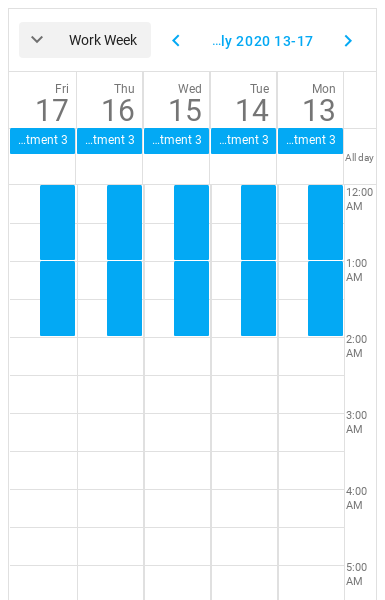 Work Week
...ly 2020 13-17
Fri Thu Wed Tue Mon
17 16 15 14 13
...tment 3 ...tment 3 ...tment 3 ...tment 3 ...tment 3
All day
12:00
AM
1:00
AM
2:00
AM
3:00
AM
4:00
AM
5:00
AM